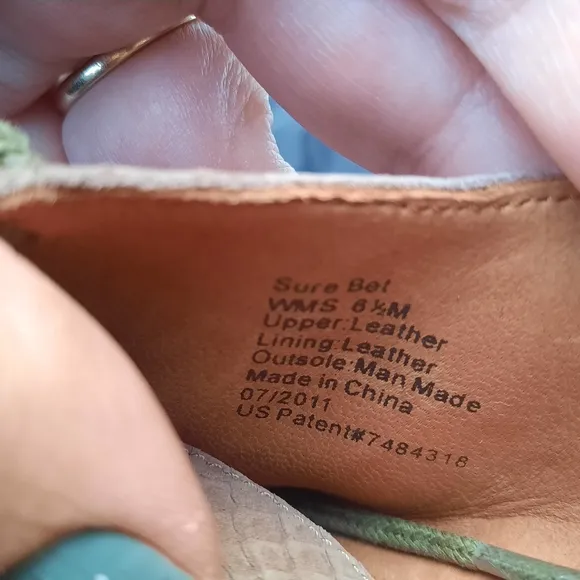 Sure Bet
WMS 6½M
Upper:Leather
Lining:Leather
Outsole:Man Made
Made in China
07/2011
US Patent#7484318